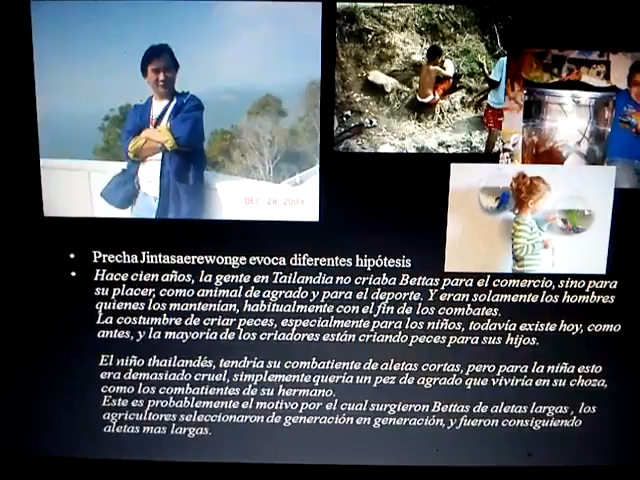 DEC 28 2003
• Precha Jintasaerewonge evoca diferentes hipótesis
• Hace cien años, la gente en Tailandia no criaba Bettas para el comercio, sino para
su placer, como animal de agrado y para el deporte. Y eran solamente los hombres
quienes los mantenían, habitualmente con el fin de los combates.
La costumbre de criar peces, especialmente para los niños, todavía existe hoy, como
antes, y la mayoría de los criadores están criando peces para sus hijos.
El niño thailandés, tendría su combatiente de aletas cortas, pero para la niña esto
era demasiado cruel, simplemente quería un pez de agrado que viviría en su choza,
como los combatientes de su hermano.
Este es probablemente el motivo por el cual surgieron Bettas de aletas largas , los
agricultores seleccionaron de generación en generación, y fueron consiguiendo
aletas mas largas.